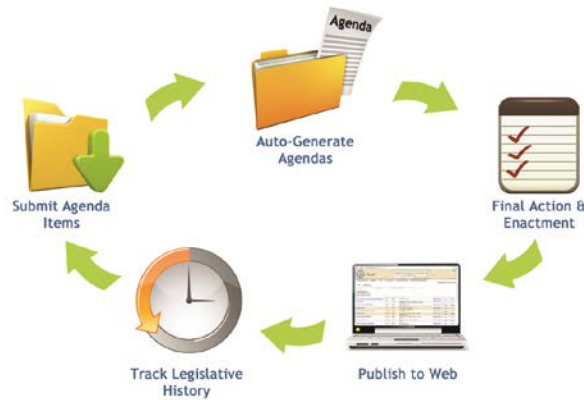 Agenda
Auto-Generate
Agendas
Submit Agenda
Items
Final Action &
Enactment
Track Legislative
History
Publish to Web